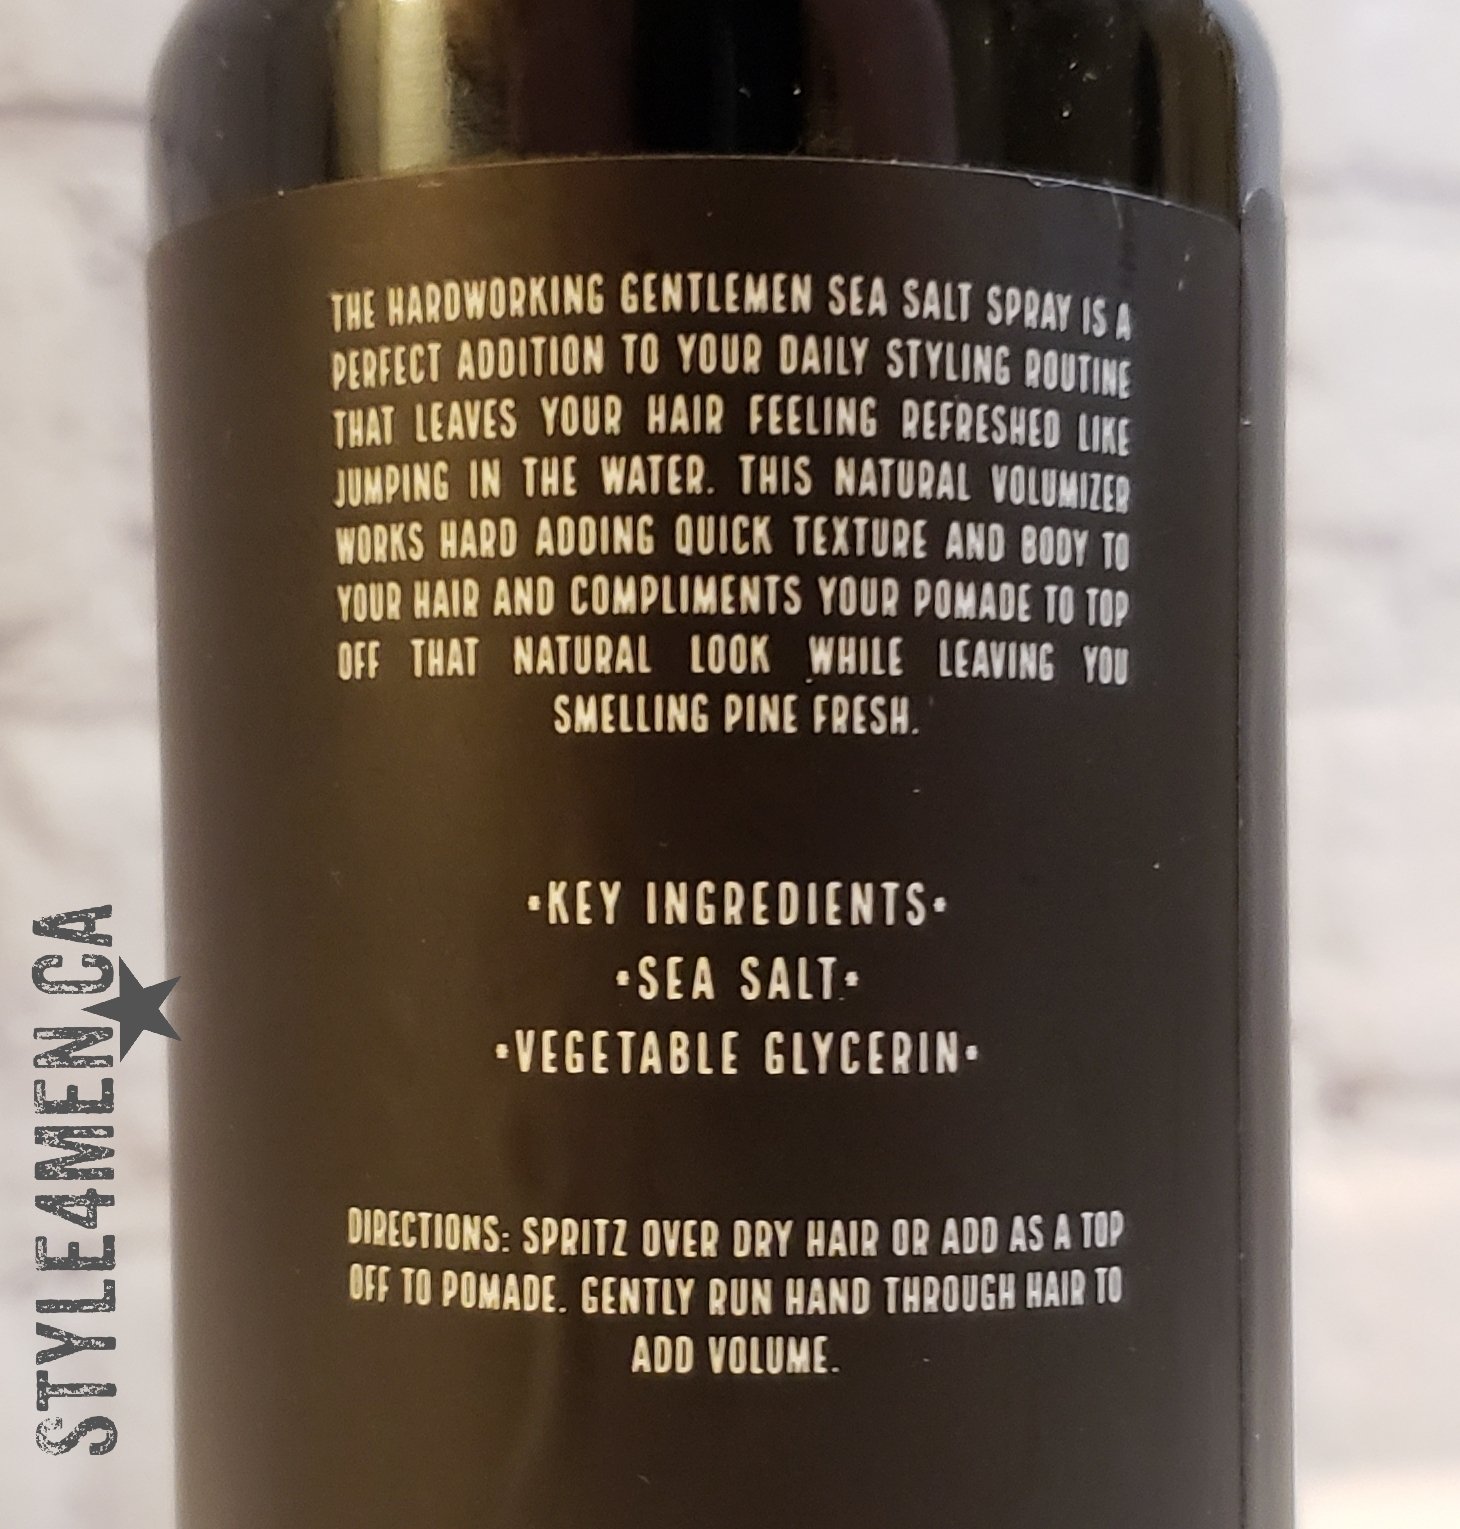 THE HARDWORKING GENTLEMEN SEA SALT SPRAY IS A
PERFECT ADDITION TO YOUR DAILY STYLING ROUTINE
THAT LEAVES YOUR HAIR FEELING REFRESHED LIKE
JUMPING IN THE WATER. THIS NATURAL VOLUMIZER
WORKS HARD ADDING QUICK TEXTURE AND BODY TO
YOUR HAIR AND COMPLIMENTS YOUR POMADE TO TOP
OFF THAT NATURAL LOOK WHILE LEAVING YOU
SMELLING PINE FRESH.
•KEY INGREDIENTS•
•SEA SALT•
•VEGETABLE GLYCERIN•
DIRECTIONS: SPRITZ OVER DRY HAIR OR ADD AS A TOP
OFF TO POMADE. GENTLY RUN HAND THROUGH HAIR TO
ADD VOLUME.
STYLE4MEN★CA